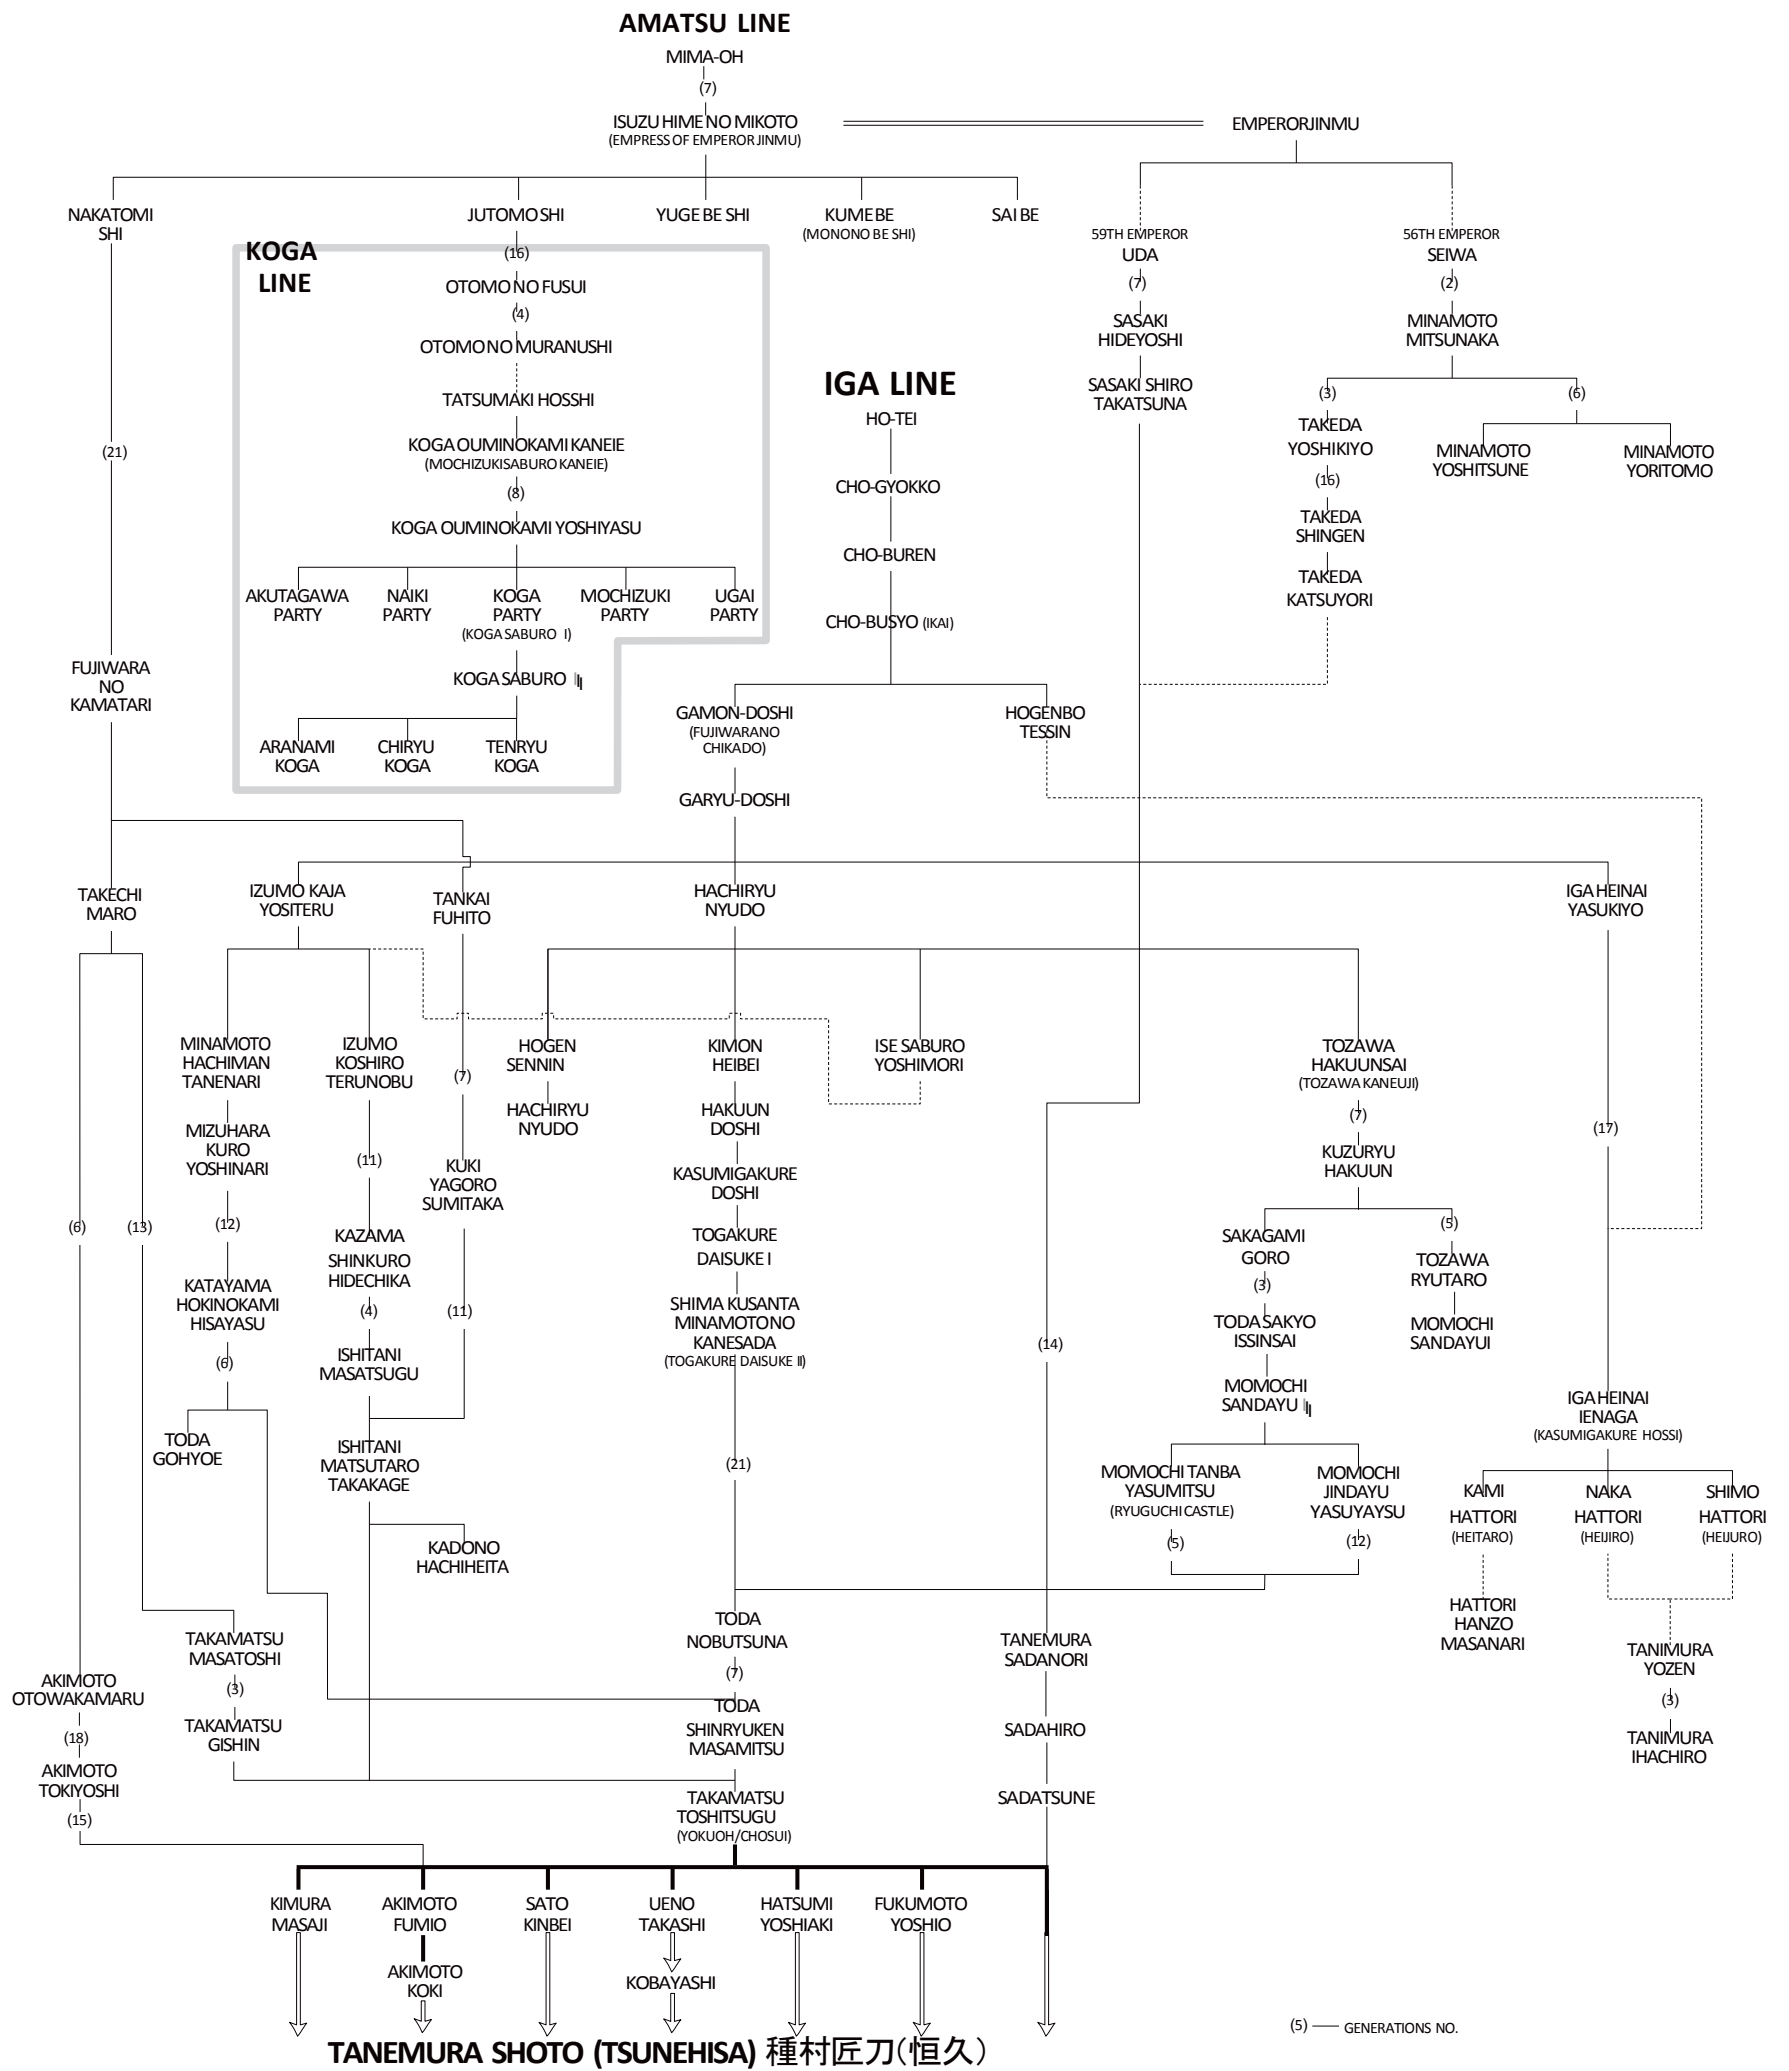 AMATSU LINE
MIMA-OH
(7)
ISUZU HIME NO MIKOTO
(EMPRESS OF EMPEROR JINMU)
EMPERORJINMU
NAKATOMI
SHI
JUTOMO SHI
YUGE BE SHI
KUME BE
(MONONO BE SHI)
SAI BE
KOGA
LINE
(16)
OTOMO NO FUSUI
(4)
OTOMO NO MURANUSHI
TATSUMAKI HOSSHI
KOGA OUMINOKAMI KANEIE
(MOCHIZUKISABURO KANEIE)
(8)
KOGA OUMINOKAMI YOSHIYASU
AKUTAGAWA
PARTY
NAIKI
PARTY
KOGA
PARTY
(KOGA SABURO I)
MOCHIZUKI
PARTY
UGAI
PARTY
KOGA SABURO II
ARANAMI
KOGA
CHIRYU
KOGA
TENRYU
KOGA
59TH EMPEROR
UDA
(7)
SASAKI
HIDEYOSHI
SASAKI SHIRO
TAKATSUNA
56TH EMPEROR
SEIWA
(2)
MINAMOTO
MITSUNAKA
(3)
TAKEDA
YOSHIKIYO
(16)
TAKEDA
SHINGEN
TAKEDA
KATSUYORI
(6)
MINAMOTO
YOSHITSUNE
MINAMOTO
YORITOMO
IGA LINE
HO-TEI
CHO-GYOKKO
CHO-BUREN
CHO-BUSYO (IKAI)
GAMON-DOSHI
(FUJIWARANO
CHIKADO)
HOGENBO
TESSIN
GARYU-DOSHI
(21)
FUJIWARA
NO
KAMATARI
TAKECHI
MARO
IZUMO KAJA
YOSITERU
TANKAI
FUHITO
HACHIRYU
NYUDO
IGA HEINAI
YASUKIYO
MINAMOTO
HACHIMAN
TANENARI
IZUMO
KOSHIRO
TERUNOBU
(7)
HOGEN
SENNIN
KIMON
HEIBEI
ISE SABURO
YOSHIMORI
TOZAWA
HAKUUNSAI
(TOZAWA KANEUJI)
(7)
HACHIRYU
NYUDO
HAKUUN
DOSHI
(17)
MIZUHARA
KURO
YOSHINARI
(11)
KUKI
YAGORO
SUMITAKA
KASUMIGAKURE
DOSHI
KUZURYU
HAKUUN
(6)
(13)
(12)
KAZAMA
SHINKURO
HIDECHIKA
TOGAKURE
DAISUKE I
SAKAGAMI
GORO
(3)
(5)
TOZAWA
RYUTARO
KATAYAMA
HOKINOKAMI
HISAYASU
(4)
(11)
SHIMA KUSANTA
MINAMOTO NO
KANESADA
(TOGAKURE DAISUKE II)
(14)
TODA SAKYO
ISSINSAI
MOMOCHI
SANDAYUI
(6)
ISHITANI
MASATSUGU
MOMOCHI
SANDAYU II
IGA HEINAI
IENAGA
(KASUMIGAKURE HOSSI)
TODA
GOHYOE
ISHITANI
MATSUTARO
TAKAKAGE
(21)
MOMOCHI TANBA
YASUMITSU
(RYUGUCHI CASTLE)
(5)
MOMOCHI
JINDAYU
YASUYAYSU
(12)
KAMI
HATTORI
(HEITARO)
NAKA
HATTORI
(HEIJIRO)
SHIMO
HATTORI
(HEIJURO)
KADONO
HACHIHEITA
TODA
NOBUTSUNA
(7)
TANEMURA
SADANORI
HATTORI
HANZO
MASANARI
TANIMURA
YOZEN
(3)
TANIMURA
IHACHIRO
TAKAMATSU
MASATOSHI
(3)
TAKAMATSU
GISHIN
AKIMOTO
OTOWAKAMARU
(18)
AKIMOTO
TOKIYOSHI
(15)
TODA
SHINRYUKEN
MASAMITSU
SADAHIRO
TAKAMATSU
TOSHITSUGU
(YOKUOH/CHOSUI)
SADATSUNE
KIMURA
MASAJI
AKIMOTO
FUMIO
SATO
KINBEI
UENO
TAKASHI
HATSUMI
YOSHIAKI
FUKUMOTO
YOSHIO
AKIMOTO
KOKI
KOBAYASHI
(5) — GENERATIONS NO.
TANEMURA SHOTO (TSUNEHISA) 種村匠刀(恒久)